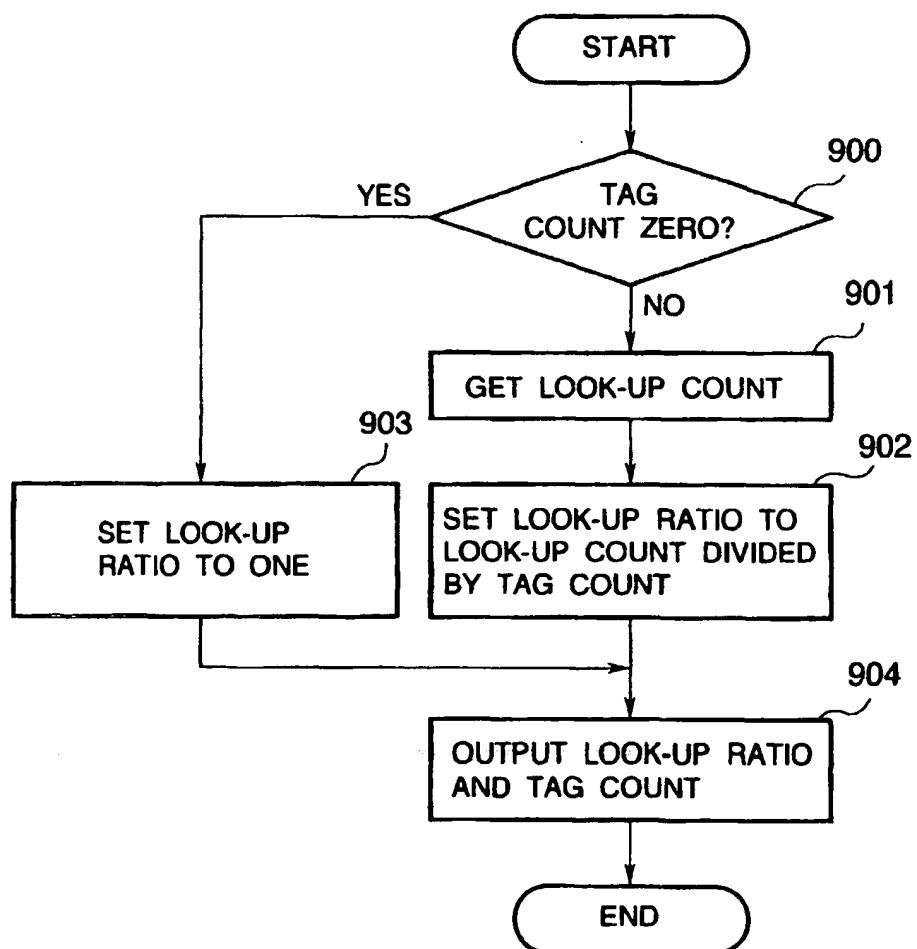 START
900
YES
TAG
COUNT ZERO?
NO
901
GET LOOK-UP COUNT
903
902
SET LOOK-UP
RATIO TO ONE
SET LOOK-UP RATIO TO
LOOK-UP COUNT DIVIDED
BY TAG COUNT
904
OUTPUT LOOK-UP RATIO
AND TAG COUNT
END